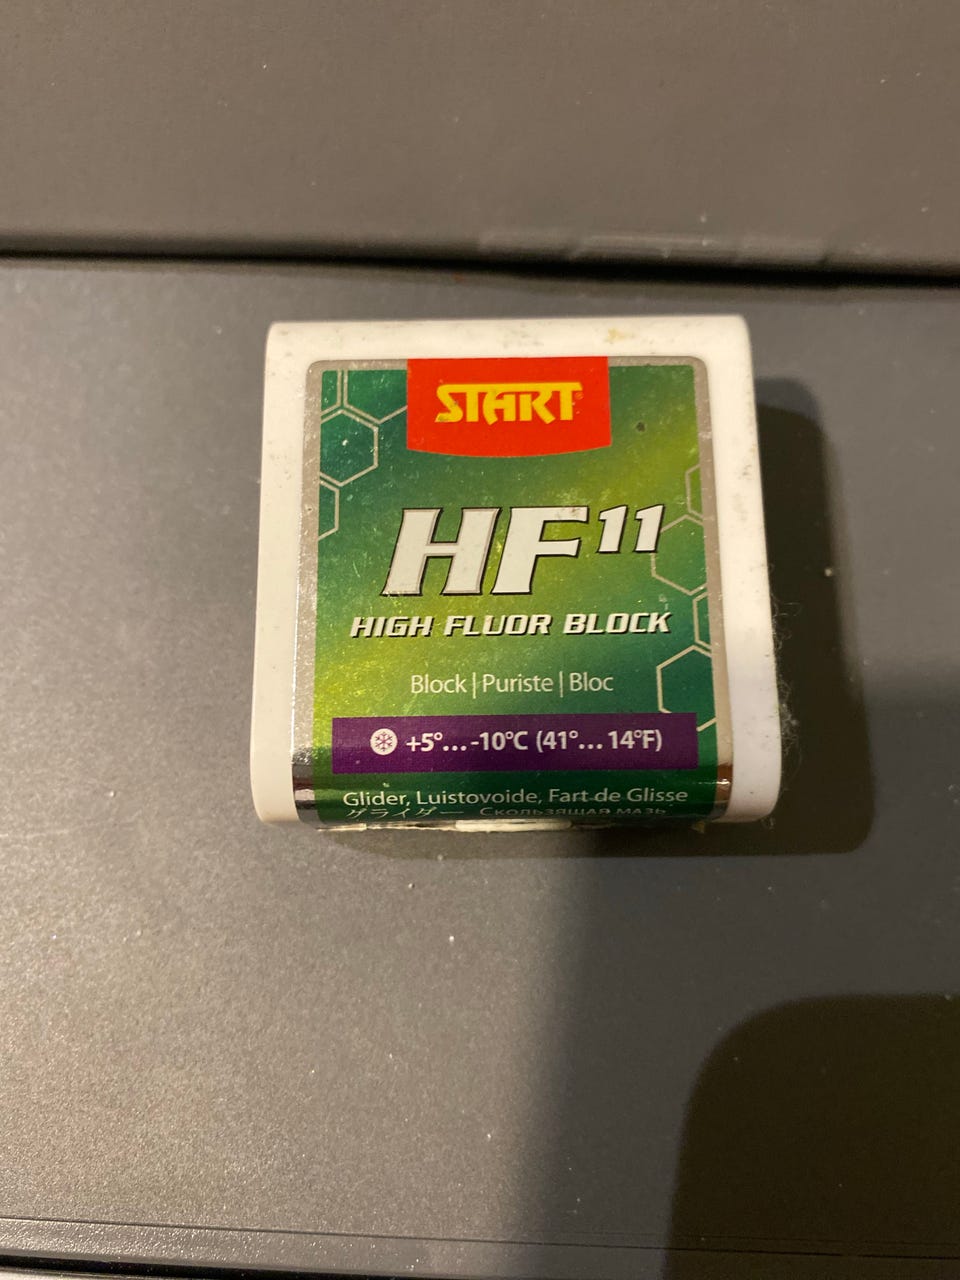 START
HF11
HIGH FLUOR BLOCK
Block | Puriste | Bloc
+5°...-10°C (41°...14°F)
Glider, Luistovoide, Fart de Glisse
グライダー Скользящая мазь